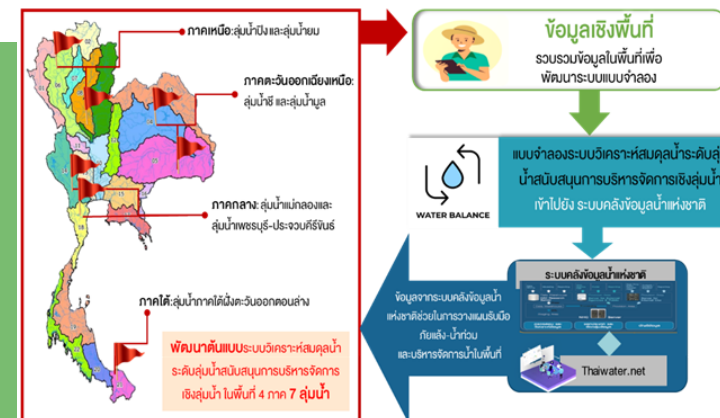 ภาคเหนือ:ลุ่มน้ำปิงและลุ่มน้ำยม
ภาคตะวันออกเฉียงเหนือ:
ลุ่มน้ำชี และลุ่มน้ำมูล
ภาคกลาง:ลุ่มน้ำแม่กลองและ
ลุ่มน้ำเพชรบุรี-ประจวบคีรีขันธ์
ภาคใต้:ลุ่มน้ำภาคใต้ฝั่งตะวันออกตอนล่าง
พัฒนาต้นแบบระบบวิเคราะห์สมดุลน้ำ
ระดับลุ่มน้ำสนับสนุนการบริหารจัดการ
เชิงลุ่มน้ำ ในพื้นที่ 4 ภาค 7 ลุ่มน้ำ
ข้อมูลเชิงพื้นที่
รวบรวมข้อมูลในพื้นที่เพื่อ
พัฒนาระบบแบบจำลอง
WATER BALANCE
แบบจำลองระบบวิเคราะห์สมดุลน้ำระดับลุ่
น้ำสนับสนุนการบริหารจัดการเชิงลุ่มน้ำ
เข้าไปยัง ระบบคลังข้อมูลน้ำแห่งชาติ
ระบบคลังข้อมูลน้ำแห่งชาติ
Thaiwater.net
ข้อมูลจากระบบคลังข้อมูลน้ำ
แห่งชาติช่วยในการวางแผนรับมือ
ภัยแล้ง-น้ำท่วม
และบริหารจัดการน้ำในพื้นที่